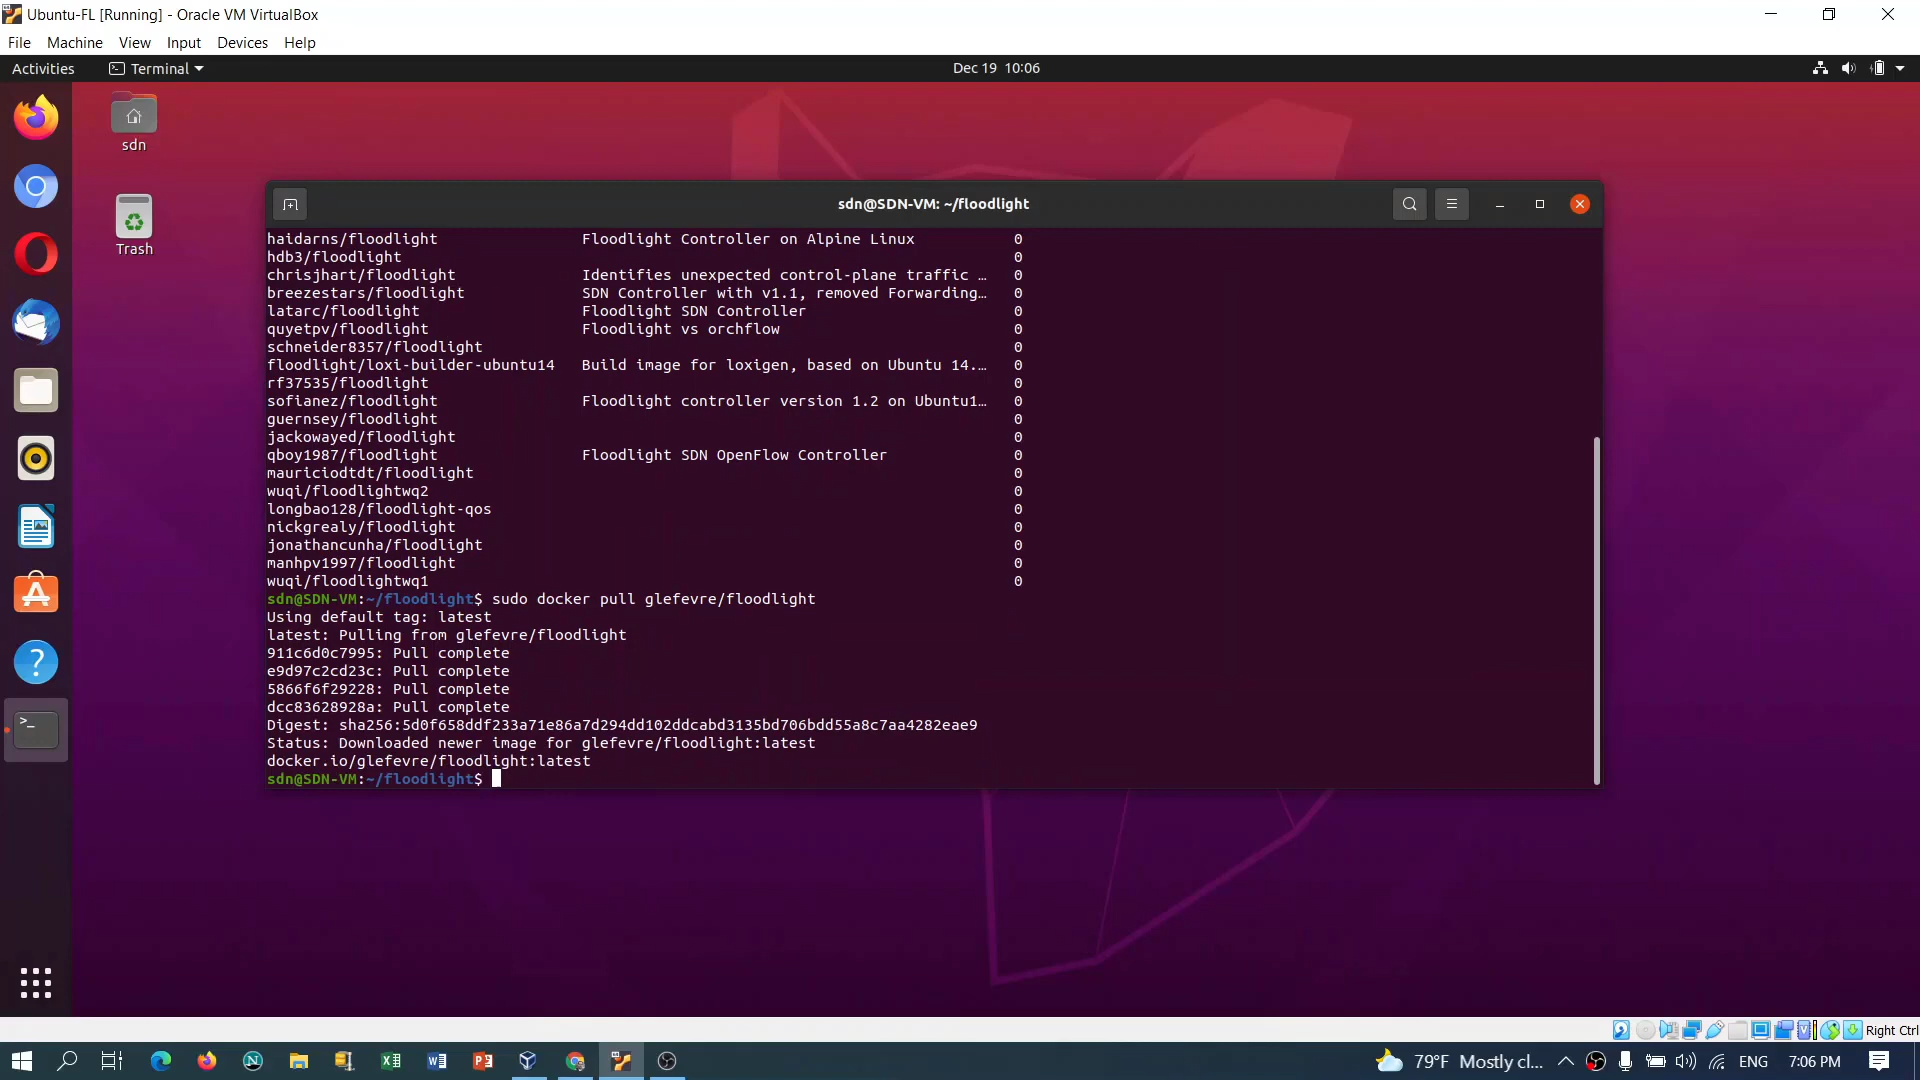 Ubuntu-FL [Running] - Oracle VM VirtualBox
File Machine View Input Devices Help
Activities Terminal Dec 19 10:06
sdn
Trash
sdn@SDN-VM: ~/floodlight
haidarns/floodlight Floodlight Controller on Alpine Linux 0
hdb3/floodlight 0
chrisjhart/floodlight Identifies unexpected control-plane traffic … 0
breezestars/floodlight SDN Controller with v1.1, removed Forwarding… 0
latarc/floodlight Floodlight SDN Controller 0
quyetpv/floodlight Floodlight vs orchflow 0
schneider8357/floodlight 0
floodlight/loxi-builder-ubuntu14 Build image for loxigen, based on Ubuntu 14.… 0
rf37535/floodlight 0
sofianez/floodlight Floodlight controller version 1.2 on Ubuntu1… 0
guernsey/floodlight 0
jackowayed/floodlight 0
qboy1987/floodlight Floodlight SDN OpenFlow Controller 0
mauriciodtdt/floodlight 0
wuqi/floodlightwq2 0
longbao128/floodlight-qos 0
nickgrealy/floodlight 0
jonathancunha/floodlight 0
manhpv1997/floodlight 0
wuqi/floodlightwq1 0
sdn@SDN-VM:~/floodlight$ sudo docker pull glefevre/floodlight
Using default tag: latest
latest: Pulling from glefevre/floodlight
911c6d0c7995: Pull complete
e9d97c2cd23c: Pull complete
5866f6f29228: Pull complete
dcc83628928a: Pull complete
Digest: sha256:5d0f658ddf233a71e86a7d294dd102ddcabd3135bd706bdd55a8c7aa4282eae9
Status: Downloaded newer image for glefevre/floodlight:latest
docker.io/glefevre/floodlight:latest
sdn@SDN-VM:~/floodlight$
Right Ctrl
79°F Mostly cl... ENG 7:06 PM